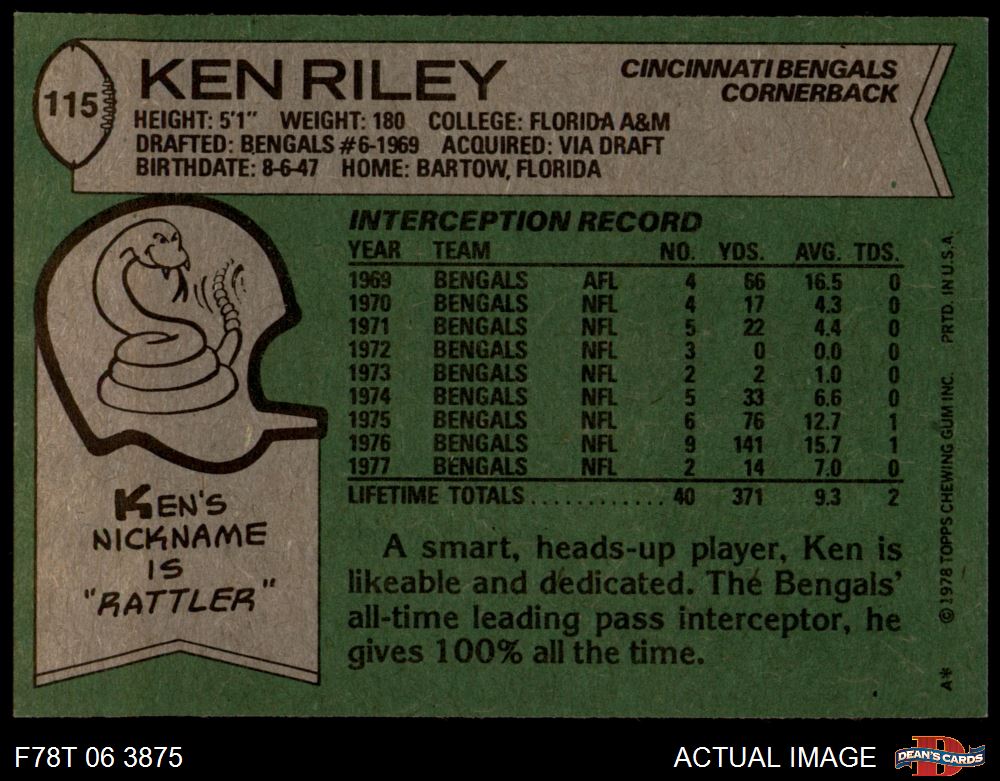 115
KEN RILEY
CINCINNATI BENGALS
CORNERBACK
HEIGHT: 5'1" WEIGHT: 180 COLLEGE: FLORIDA A&M
DRAFTED: BENGALS #6-1969 ACQUIRED: VIA DRAFT
BIRTHDATE: 8-6-47 HOME: BARTOW, FLORIDA
INTERCEPTION RECORD
YEAR TEAM NO. YDS. AVG. TDS.
1969 BENGALS AFL 4 66 16.5 0
1970 BENGALS NFL 4 17 4.3 0
1971 BENGALS NFL 5 22 4.4 0
1972 BENGALS NFL 3 0 0.0 0
1973 BENGALS NFL 2 2 1.0 0
1974 BENGALS NFL 5 33 6.6 0
1975 BENGALS NFL 6 76 12.7 1
1976 BENGALS NFL 9 141 15.7 1
1977 BENGALS NFL 2 14 7.0 0
LIFETIME TOTALS ............ 40 371 9.3 2
KEN'S
NICKNAME
IS
"RATTLER"
A smart, heads-up player, Ken is
likeable and dedicated. The Bengals'
all-time leading pass interceptor, he
gives 100% all the time.
A* © 1978 TOPPS CHEWING GUM INC. PRTD. IN U.S.A.
F78T 06 3875
ACTUAL IMAGE
D
DEAN'S CARDS